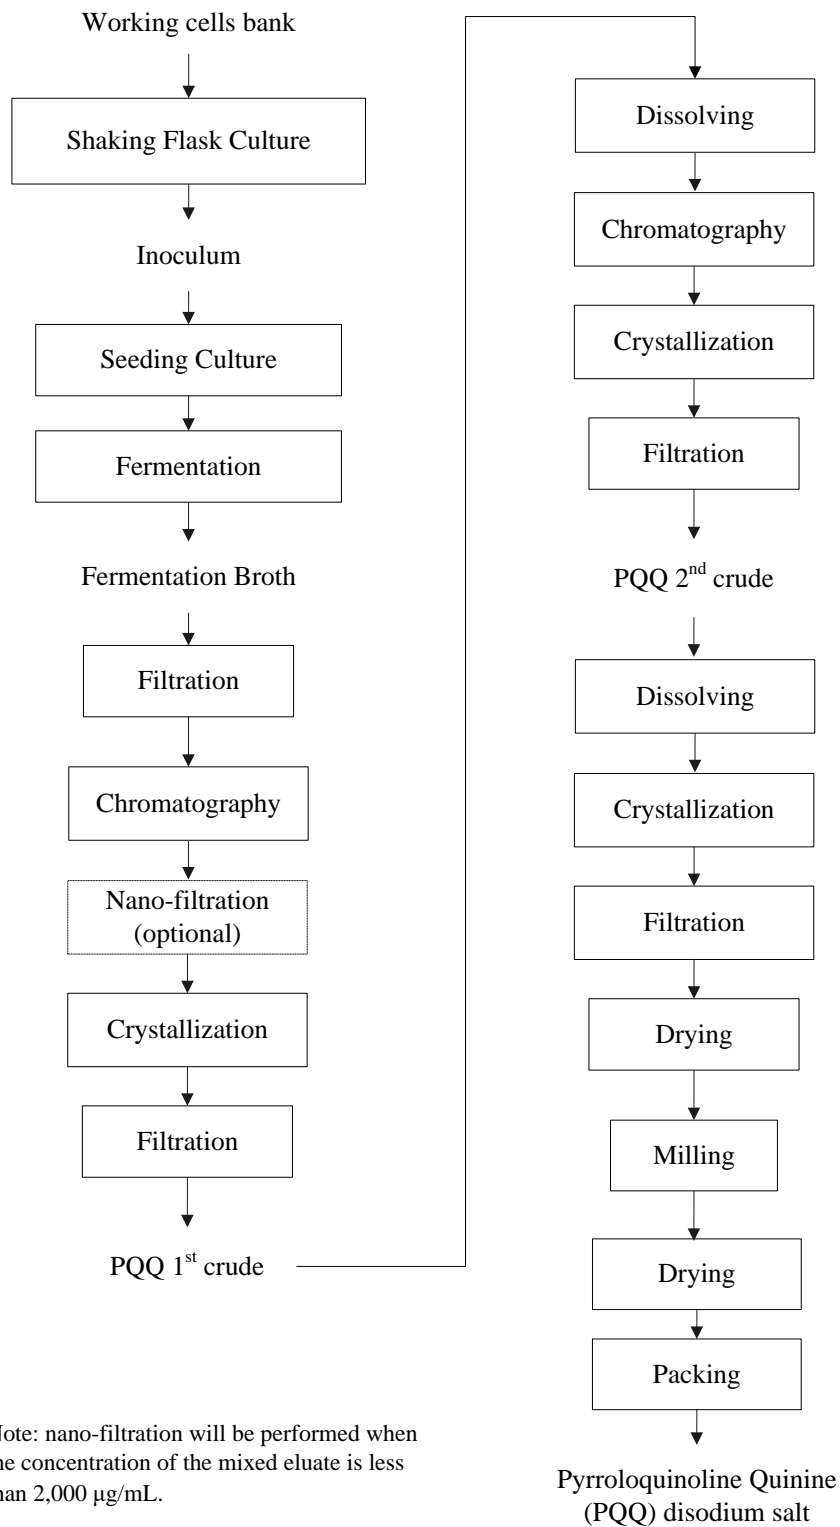 Working cells bank
Shaking Flask Culture
Inoculum
Seeding Culture
Fermentation
Fermentation Broth
Filtration
Chromatography
Nano-filtration
(optional)
Crystallization
Filtration
PQQ 1st crude
Dissolving
Chromatography
Crystallization
Filtration
PQQ 2nd crude
Dissolving
Crystallization
Filtration
Drying
Milling
Drying
Packing
Pyrroloquinoline Quinine
(PQQ) disodium salt
ote: nano-filtration will be performed when
he concentration of the mixed eluate is less
han 2,000 μg/mL.